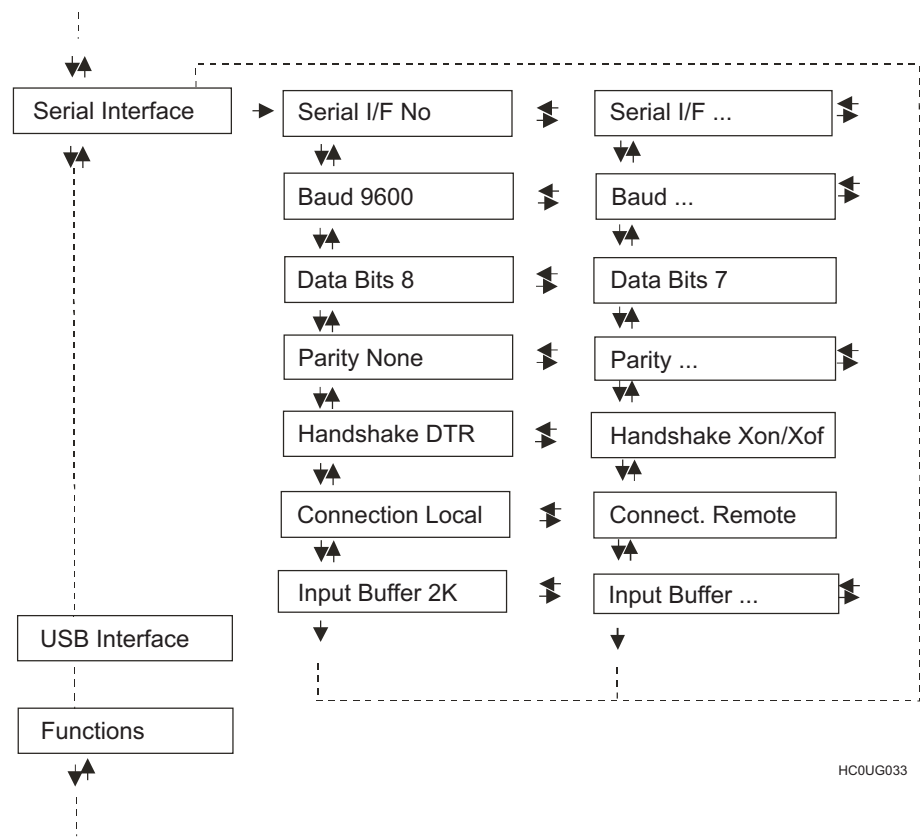 Serial Interface
Serial I/F No
Serial I/F ...
Baud 9600
Baud ...
Data Bits 8
Data Bits 7
Parity None
Parity ...
Handshake DTR
Handshake Xon/Xof
Connection Local
Connect. Remote
Input Buffer 2K
Input Buffer ...
USB Interface
Functions
HC0UG033